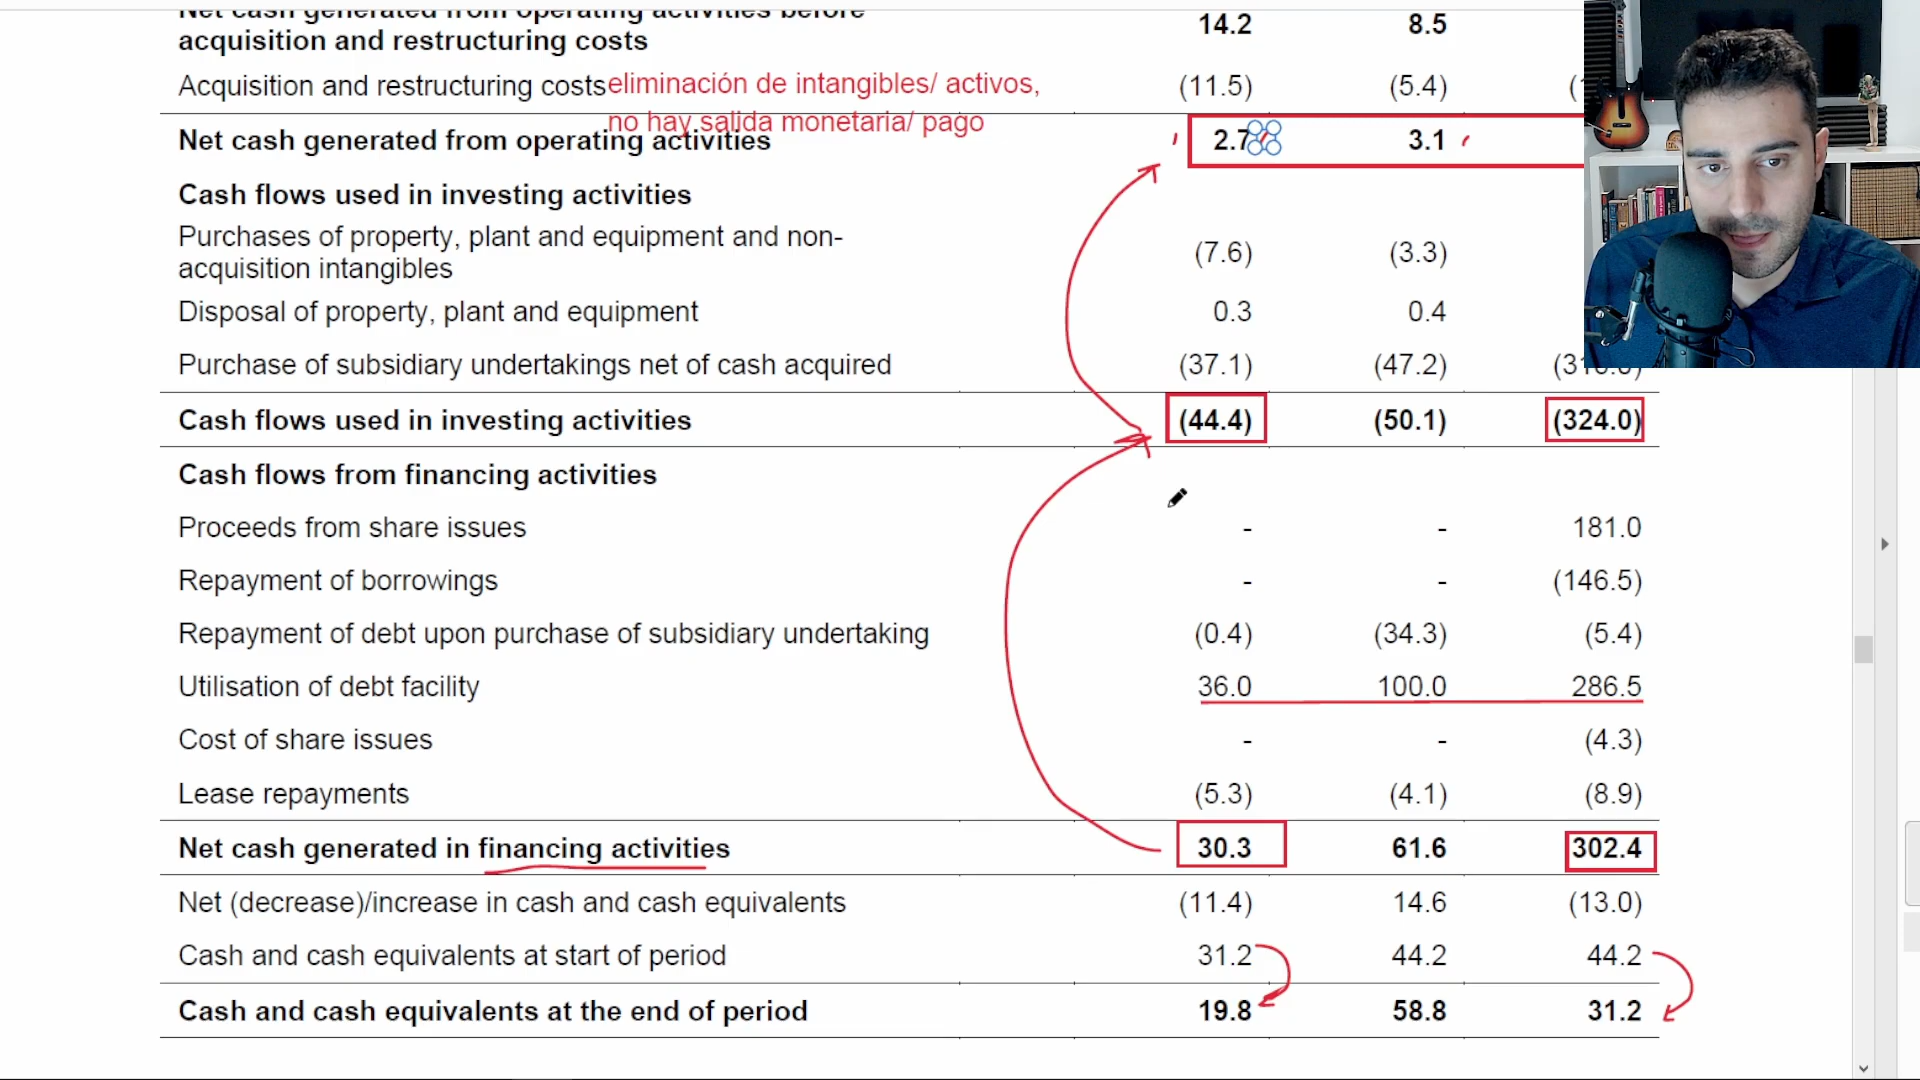 Net cash generated from operating activities before
acquisition and restructuring costs 14.2 8.5
Acquisition and restructuring costs (11.5) (5.4)
eliminación de intangibles/ activos,
no hay salida monetaria/ pago
Net cash generated from operating activities 2.7 3.1
Cash flows used in investing activities
Purchases of property, plant and equipment and non-
acquisition intangibles (7.6) (3.3)
Disposal of property, plant and equipment 0.3 0.4
Purchase of subsidiary undertakings net of cash acquired (37.1) (47.2)
Cash flows used in investing activities (44.4) (50.1) (324.0)
Cash flows from financing activities
Proceeds from share issues - - 181.0
Repayment of borrowings - - (146.5)
Repayment of debt upon purchase of subsidiary undertaking (0.4) (34.3) (5.4)
Utilisation of debt facility 36.0 100.0 286.5
Cost of share issues - - (4.3)
Lease repayments (5.3) (4.1) (8.9)
Net cash generated in financing activities 30.3 61.6 302.4
Net (decrease)/increase in cash and cash equivalents (11.4) 14.6 (13.0)
Cash and cash equivalents at start of period 31.2 44.2 44.2
Cash and cash equivalents at the end of period 19.8 58.8 31.2